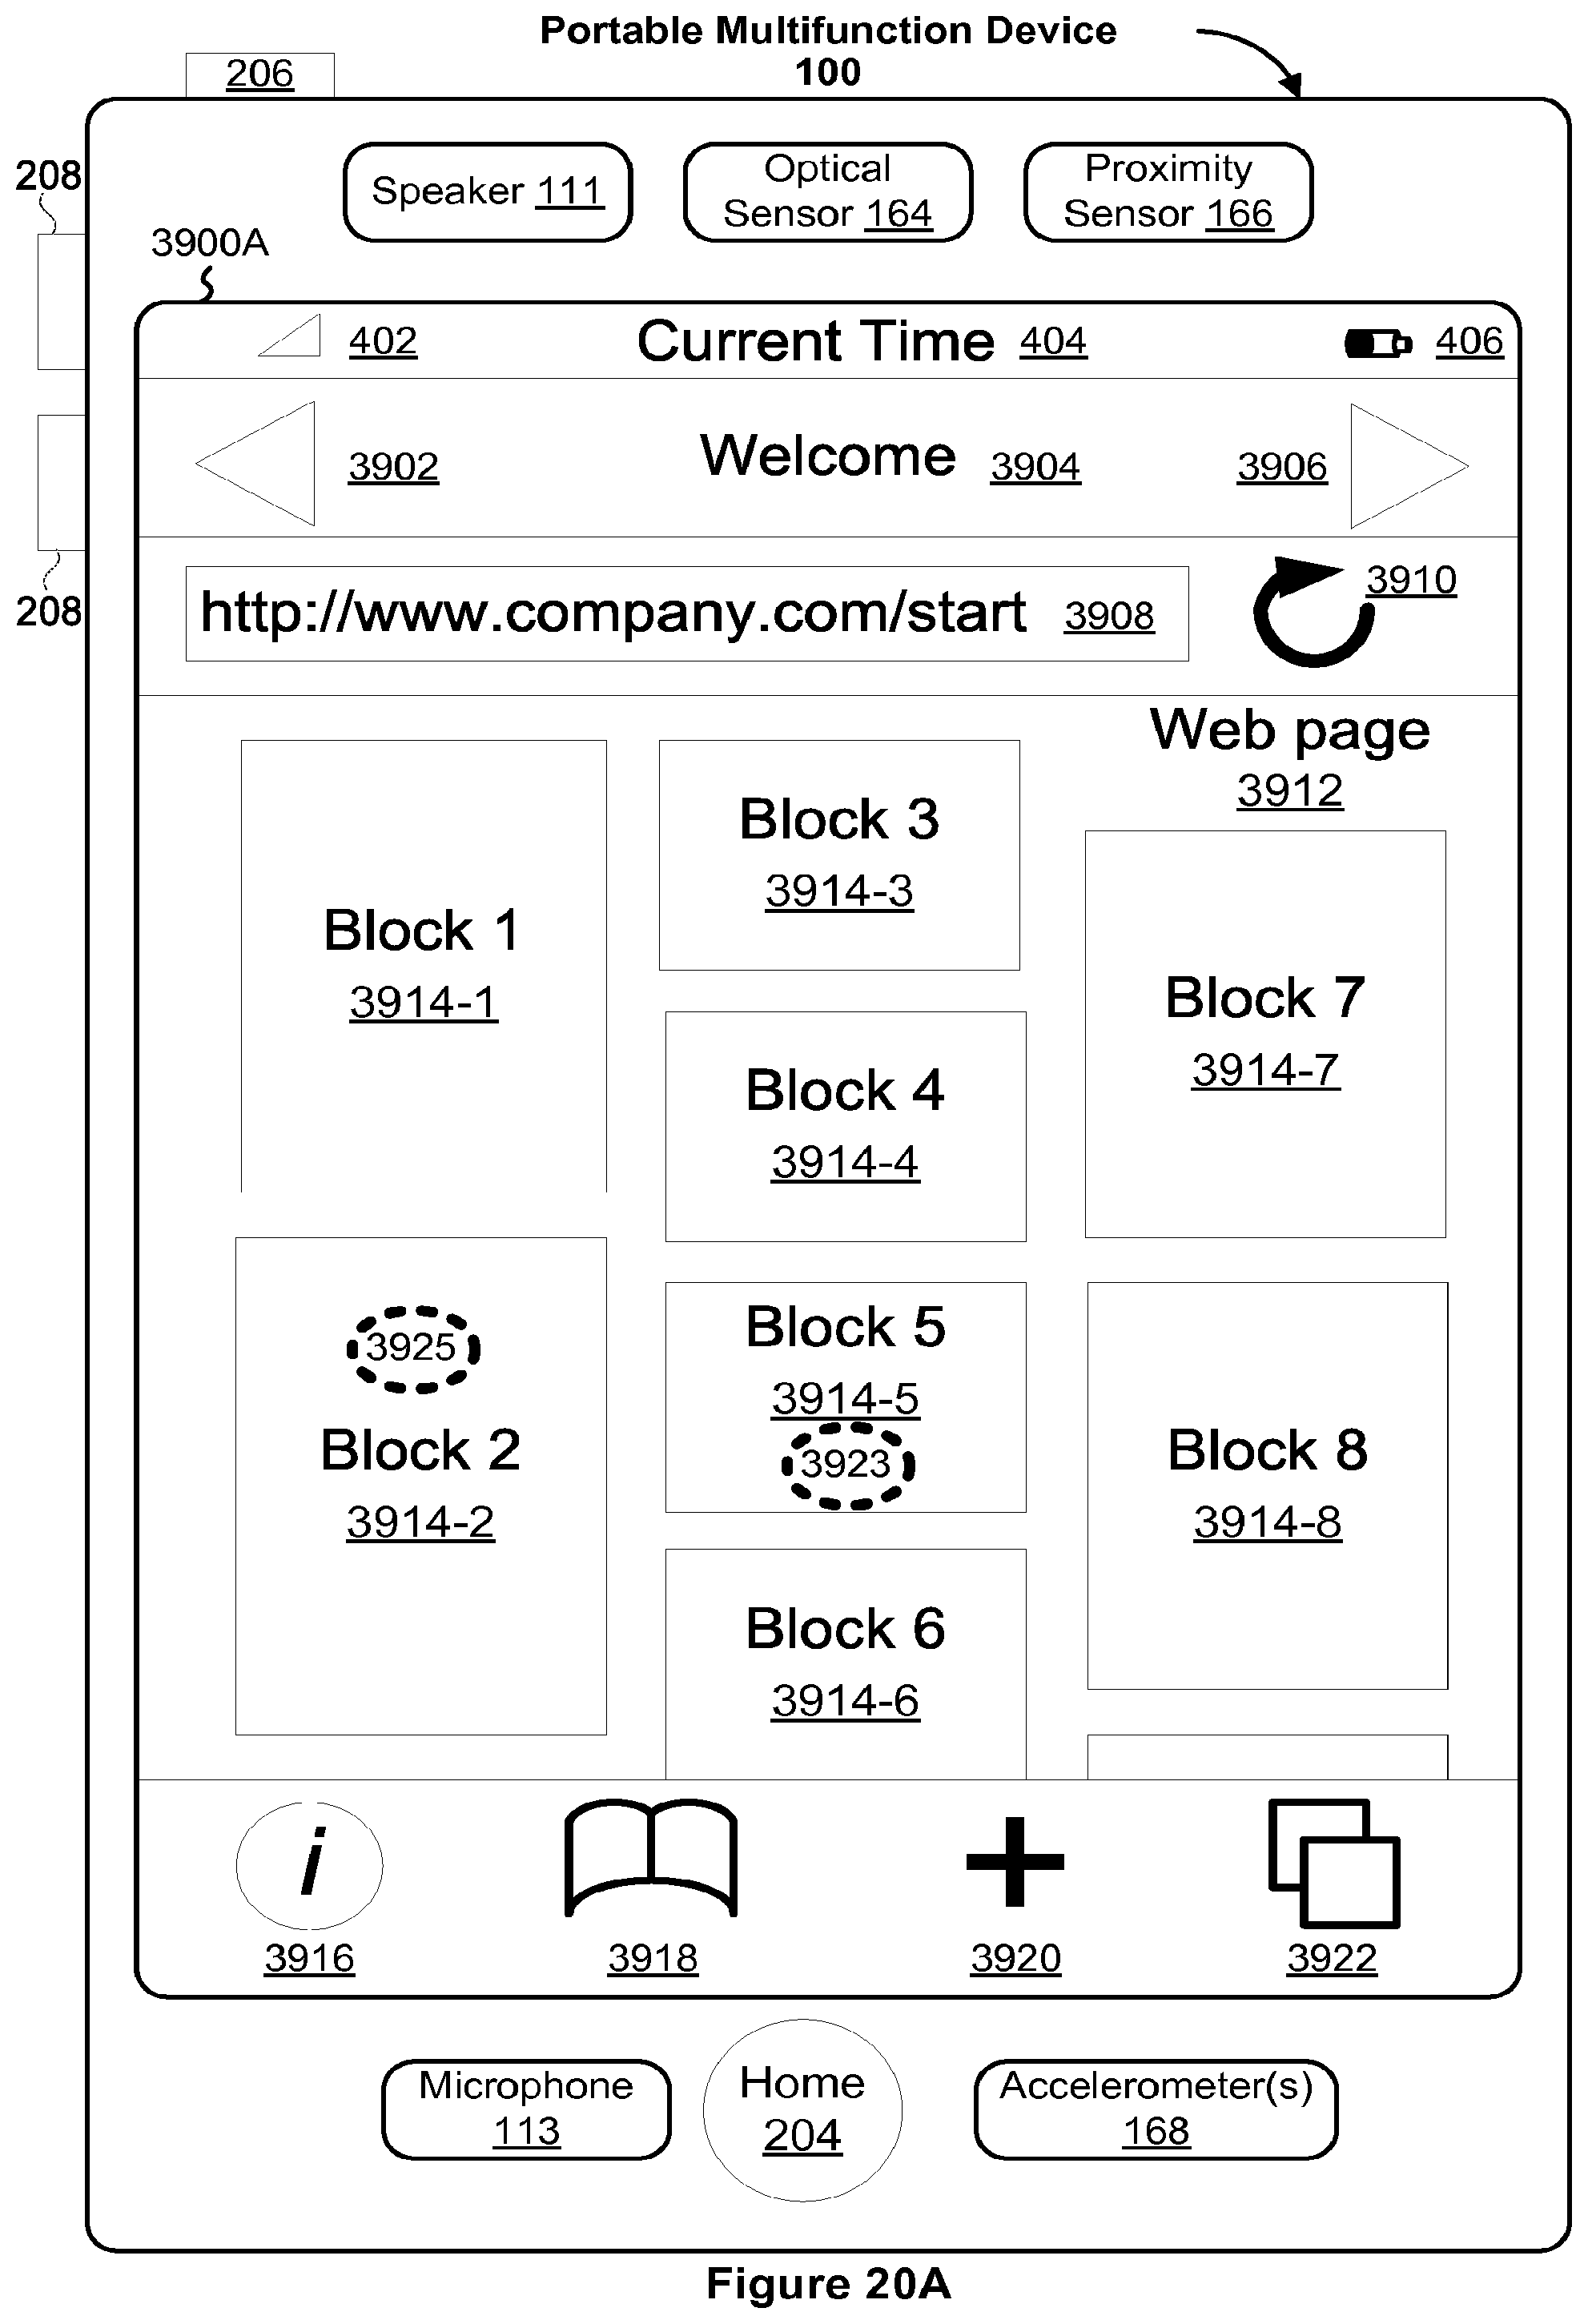 Portable Multifunction Device
100
206
208
Speaker 111
Optical
Sensor 164
Proximity
Sensor 166
3900A
402
Current Time 404
406
3902
Welcome 3904
3906
208
http://www.company.com/start 3908
3910
Web page
3912
Block 1
3914-1
Block 2
3914-2
3925
Block 3
3914-3
Block 4
3914-4
Block 5
3914-5
3923
Block 6
3914-6
Block 7
3914-7
Block 8
3914-8
i
3916
3918
3920
3922
Microphone
113
Home
204
Accelerometer(s)
168
Figure 20A